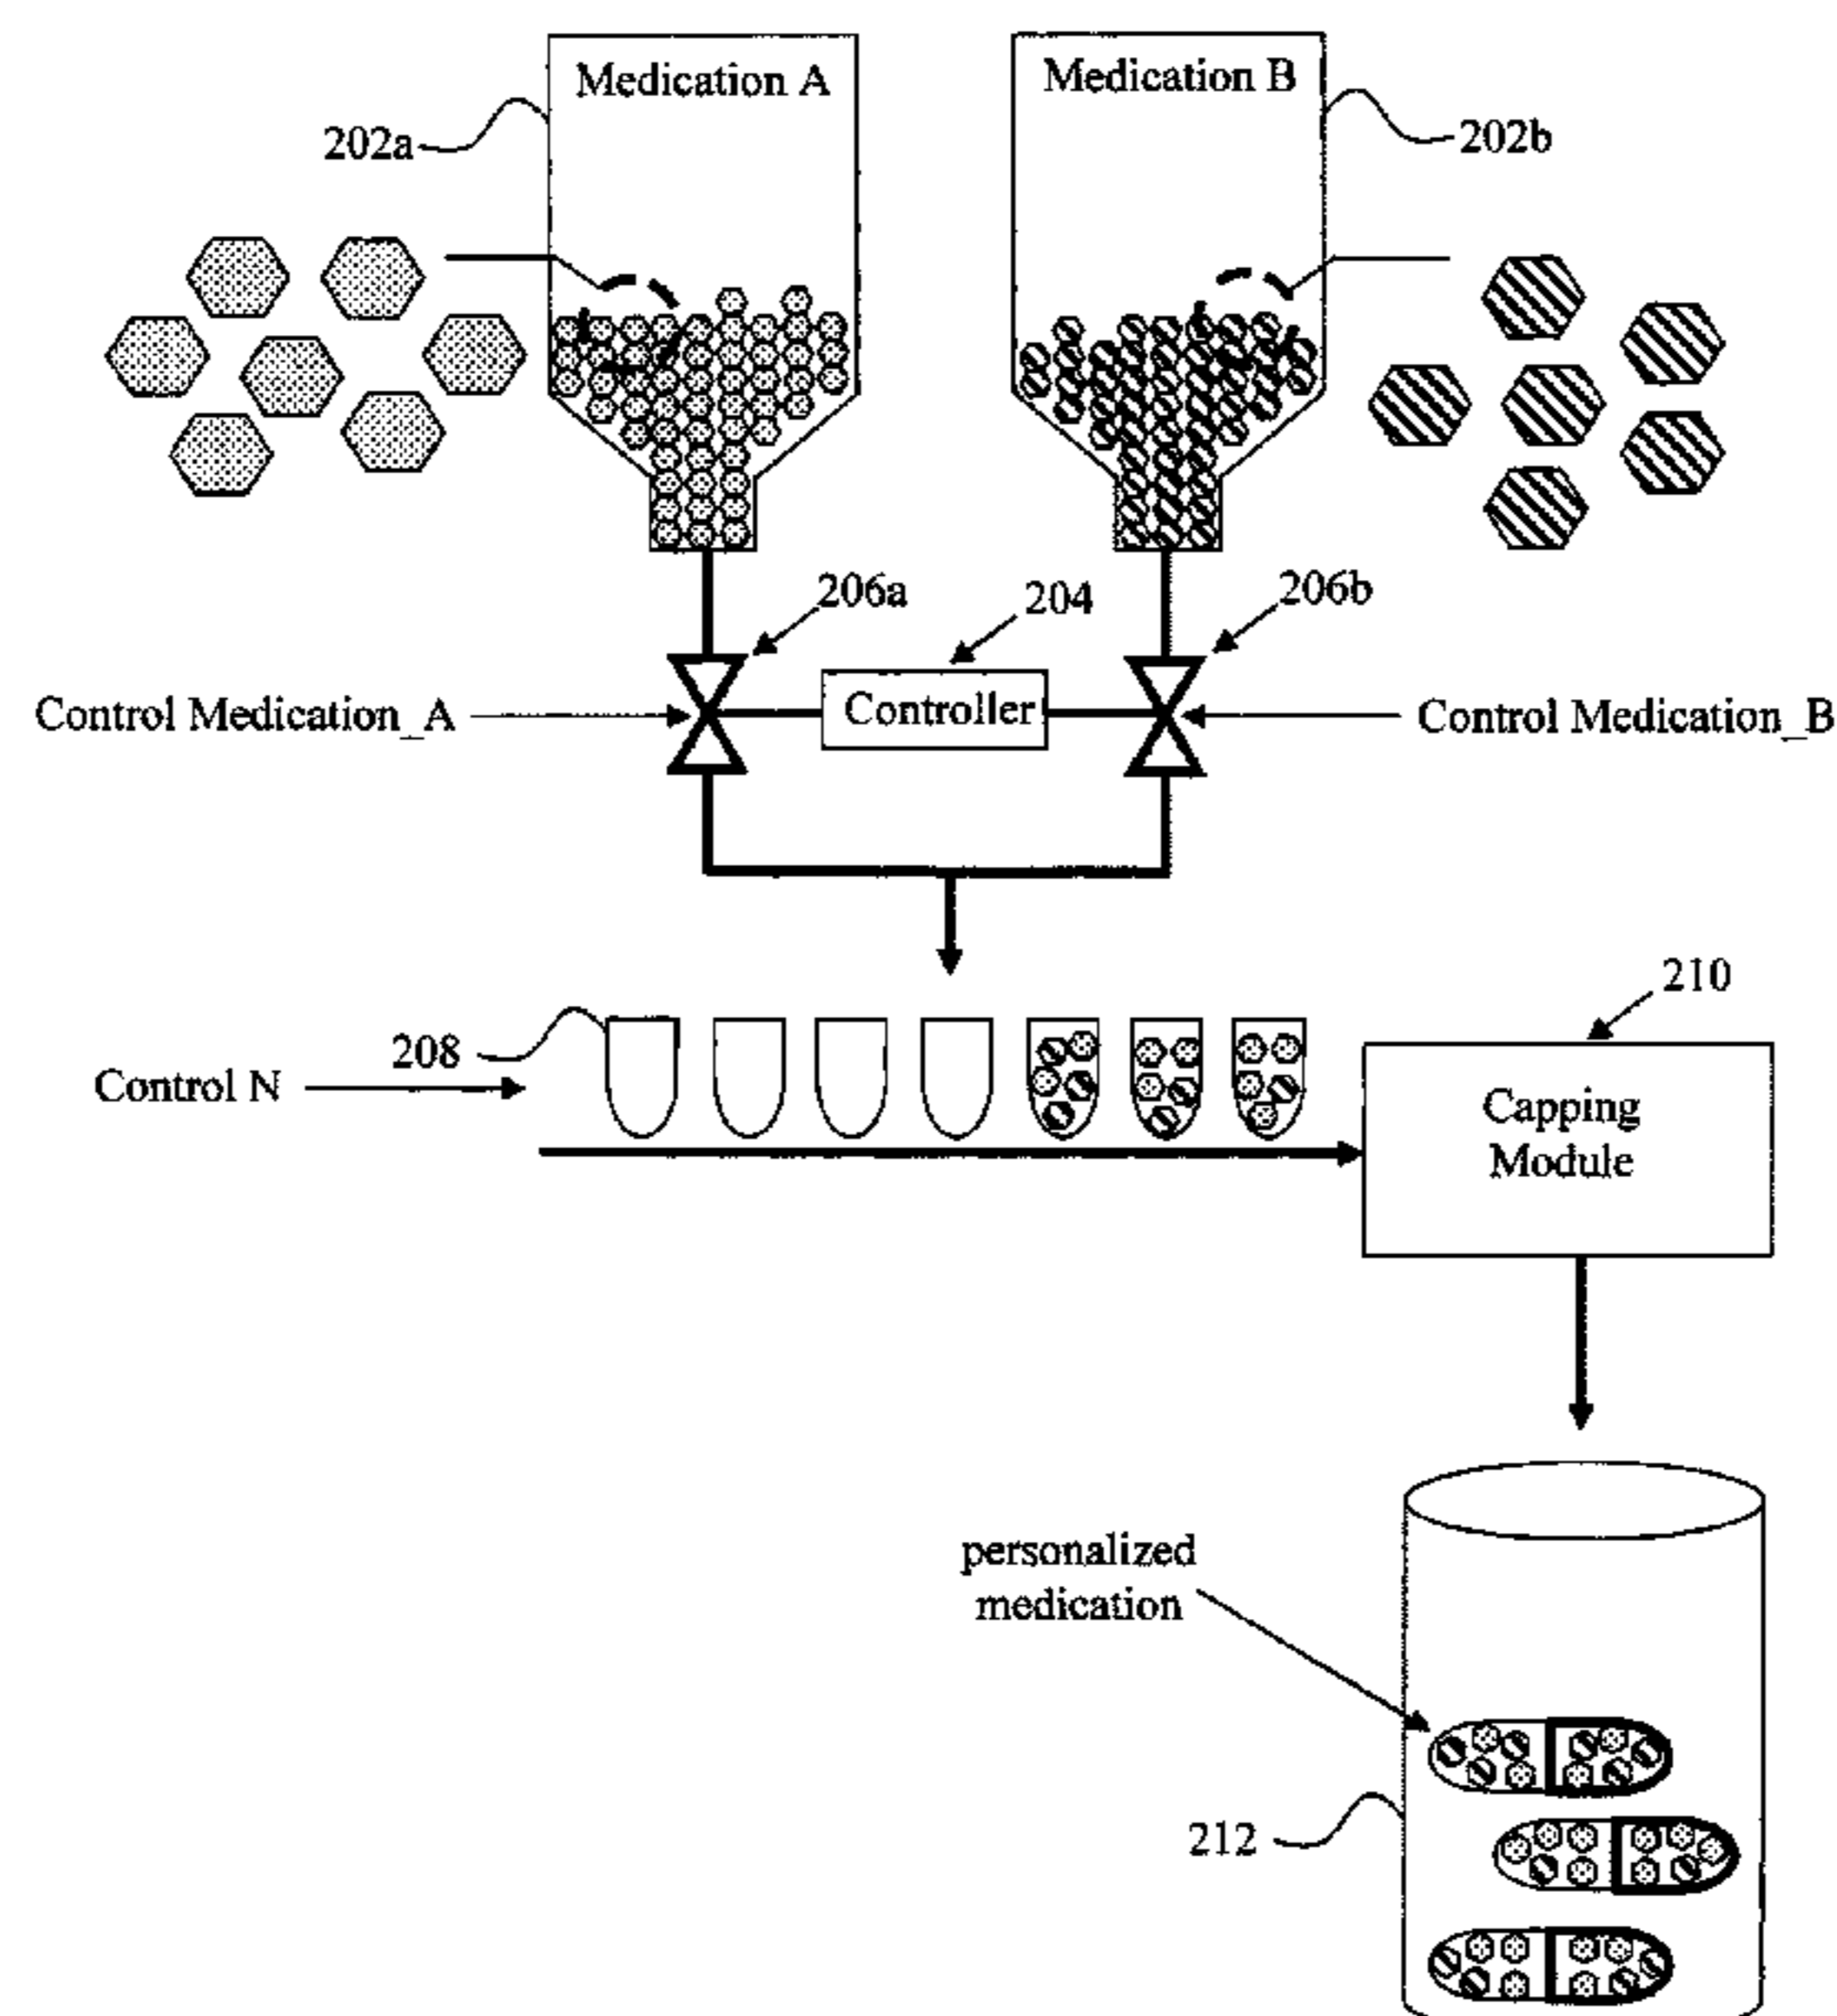 Medication A
Medication B
202a
202b
206a
204
206b
Control Medication_A
Controller
Control Medication_B
210
208
Control N
Capping
Module
personalized
medication
212